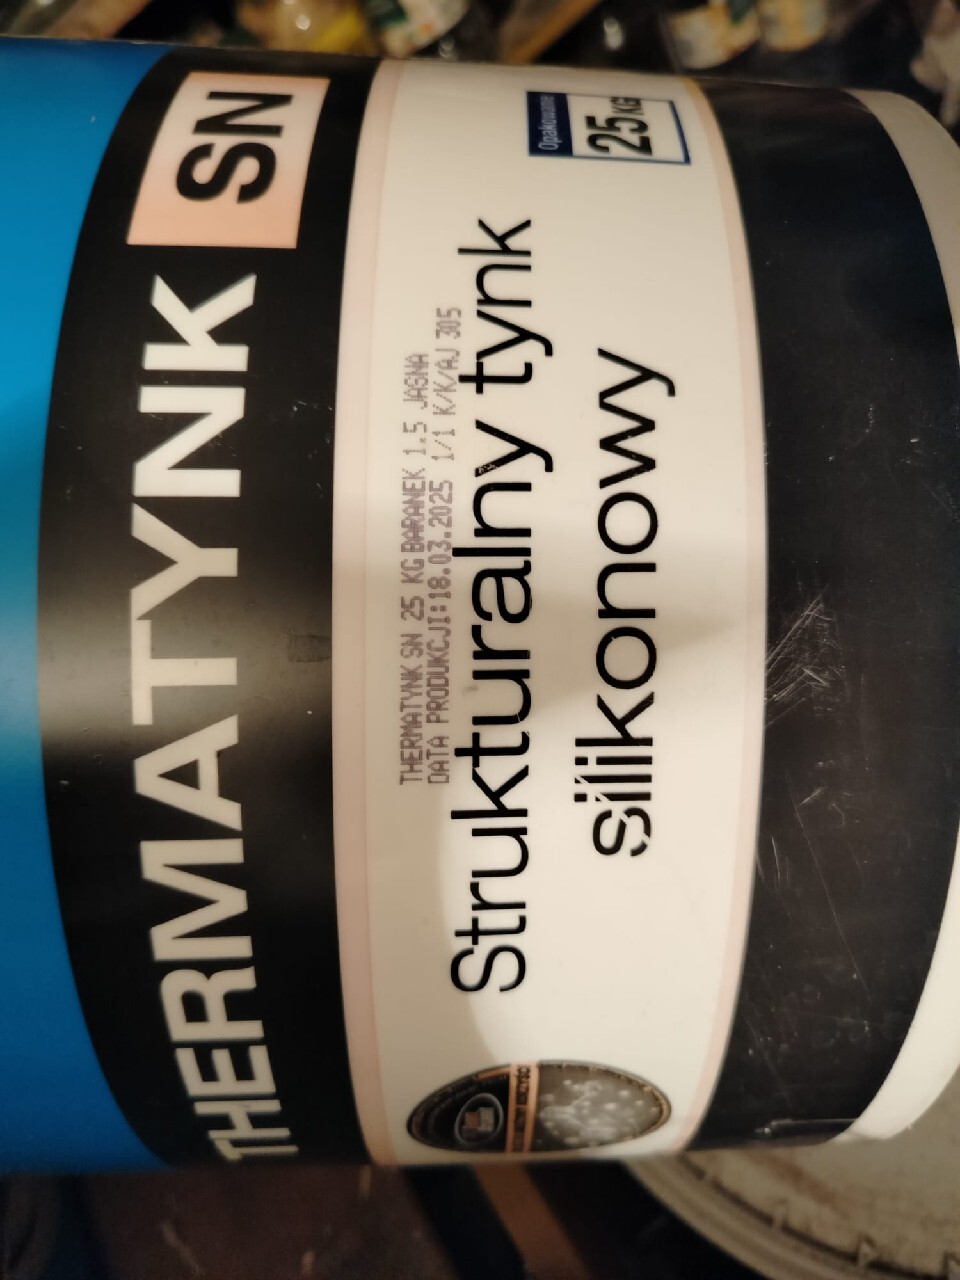 THERMATYNK SN
THERMATYNK SN 25 KG BARANEK 1.5 JASNA
DATA PRODUKCJI:18.03.2025 1/1 K/K/AJ 305
Strukturalny tynk
silikonowy
Opakowanie
25 KG